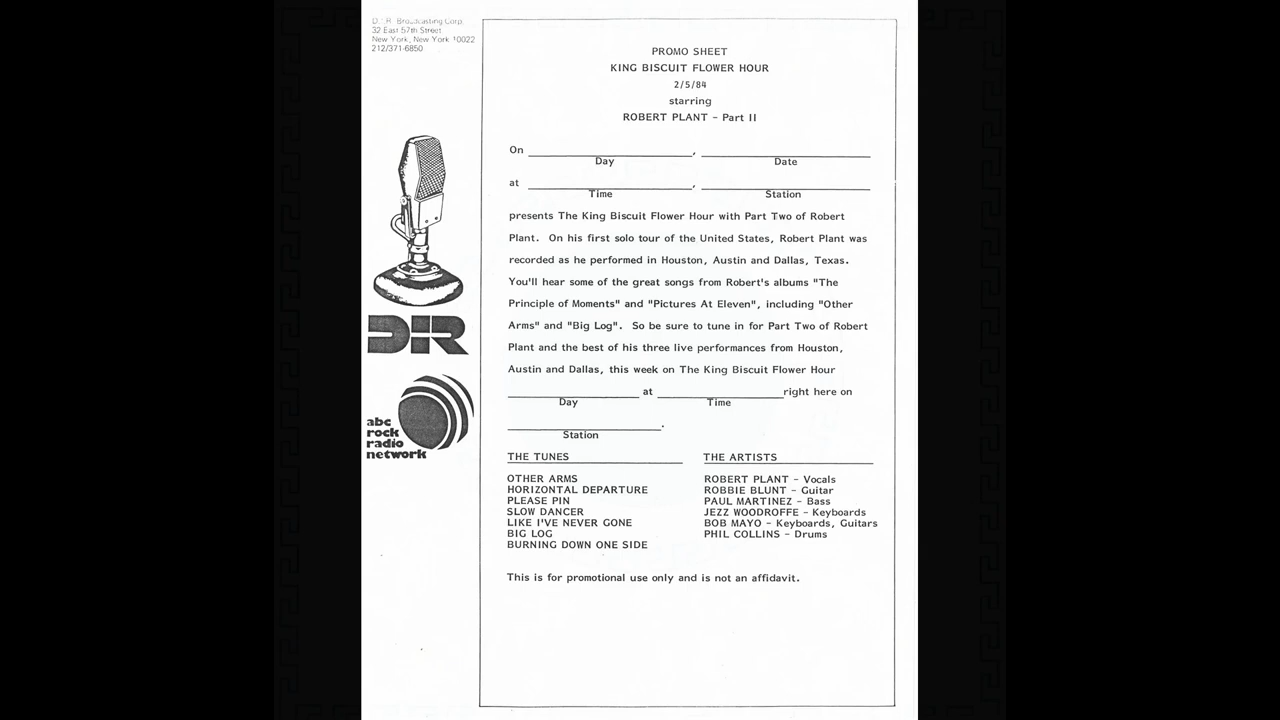 D.I.R. Broadcasting Corp.
32 East 57th Street
New York, New York 10022
212/371-6850
DIR
abc
rock
radio
network
PROMO SHEET
KING BISCUIT FLOWER HOUR
2/5/84
starring
ROBERT PLANT - Part II
On ____________, ____________
Day Date
at ____________, ____________
Time Station
presents The King Biscuit Flower Hour with Part Two of Robert
Plant. On his first solo tour of the United States, Robert Plant was
recorded as he performed in Houston, Austin and Dallas, Texas.
You'll hear some of the great songs from Robert's albums "The
Principle of Moments" and "Pictures At Eleven", including "Other
Arms" and "Big Log". So be sure to tune in for Part Two of Robert
Plant and the best of his three live performances from Houston,
Austin and Dallas, this week on The King Biscuit Flower Hour
____________ at ____________ right here on
Day Time
____________.
Station
THE TUNES
OTHER ARMS
HORIZONTAL DEPARTURE
PLEASE PIN
SLOW DANCER
LIKE I'VE NEVER GONE
BIG LOG
BURNING DOWN ONE SIDE
THE ARTISTS
ROBERT PLANT - Vocals
ROBBIE BLUNT - Guitar
PAUL MARTINEZ - Bass
JEZZ WOODROFFE - Keyboards
BOB MAYO - Keyboards, Guitars
PHIL COLLINS - Drums
This is for promotional use only and is not an affidavit.